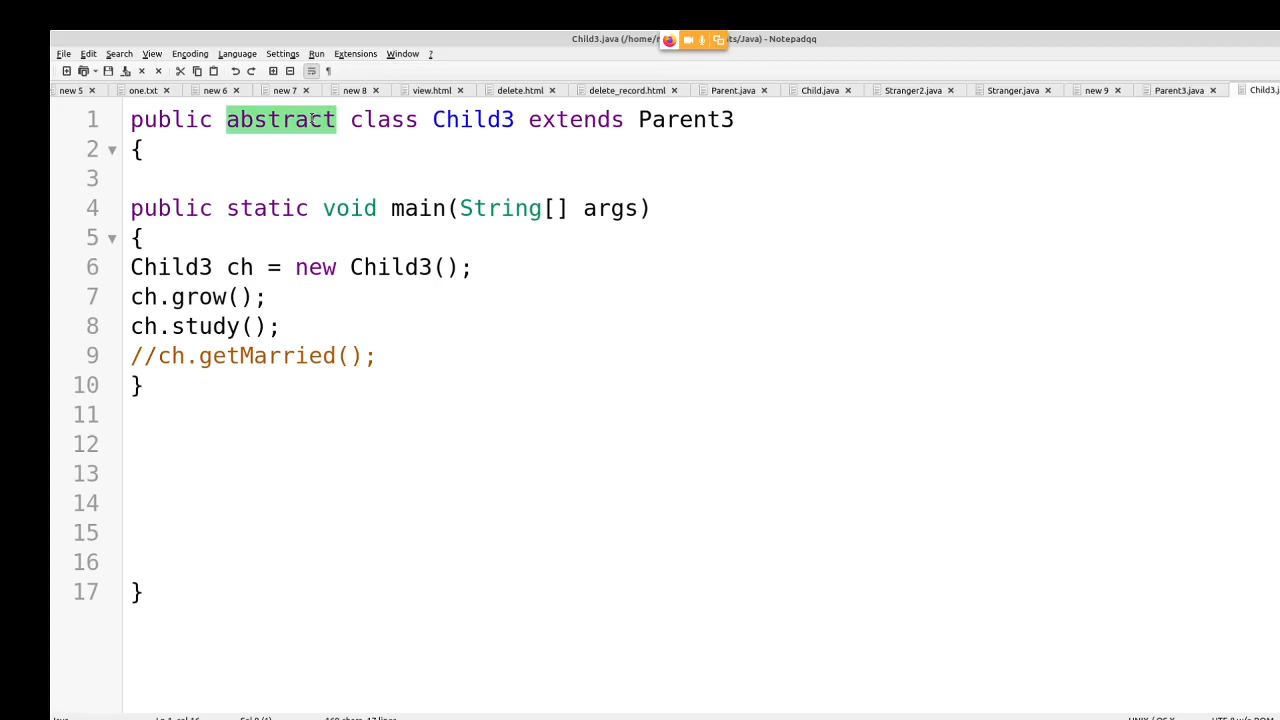 Child3.java (/home/ ts/Java) - Notepadqq
File Edit Search View Encoding Language Settings Run Extensions Window ?
new 5 one.txt new 6 new 7 new 8 view.html delete.html delete_record.html Parent.java Child.java Stranger2.java Stranger.java new 9 Parent3.java Child3.j
1 public abstract class Child3 extends Parent3
2 {
3
4 public static void main(String[] args)
5 {
6 Child3 ch = new Child3();
7 ch.grow();
8 ch.study();
9 //ch.getMarried();
10 }
11
12
13
14
15
16
17 }